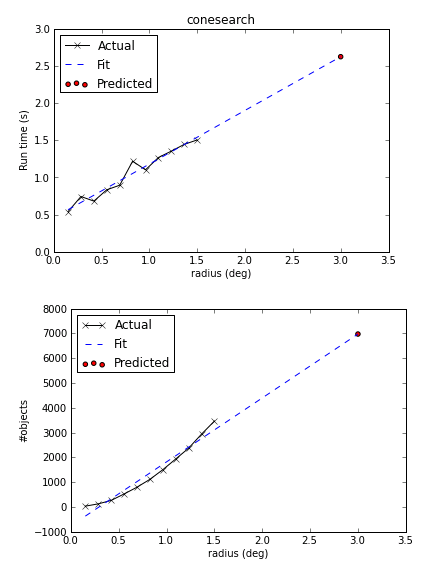 conesearch
3.0
Actual
Fit
Predicted
2.5
2.0
Run time (s)
1.5
1.0
0.5
0.0
0.0 0.5 1.0 1.5 2.0 2.5 3.0 3.5
radius (deg)
8000
Actual
Fit
Predicted
7000
6000
5000
4000
#objects
3000
2000
1000
0
−1000
0.0 0.5 1.0 1.5 2.0 2.5 3.0 3.5
radius (deg)